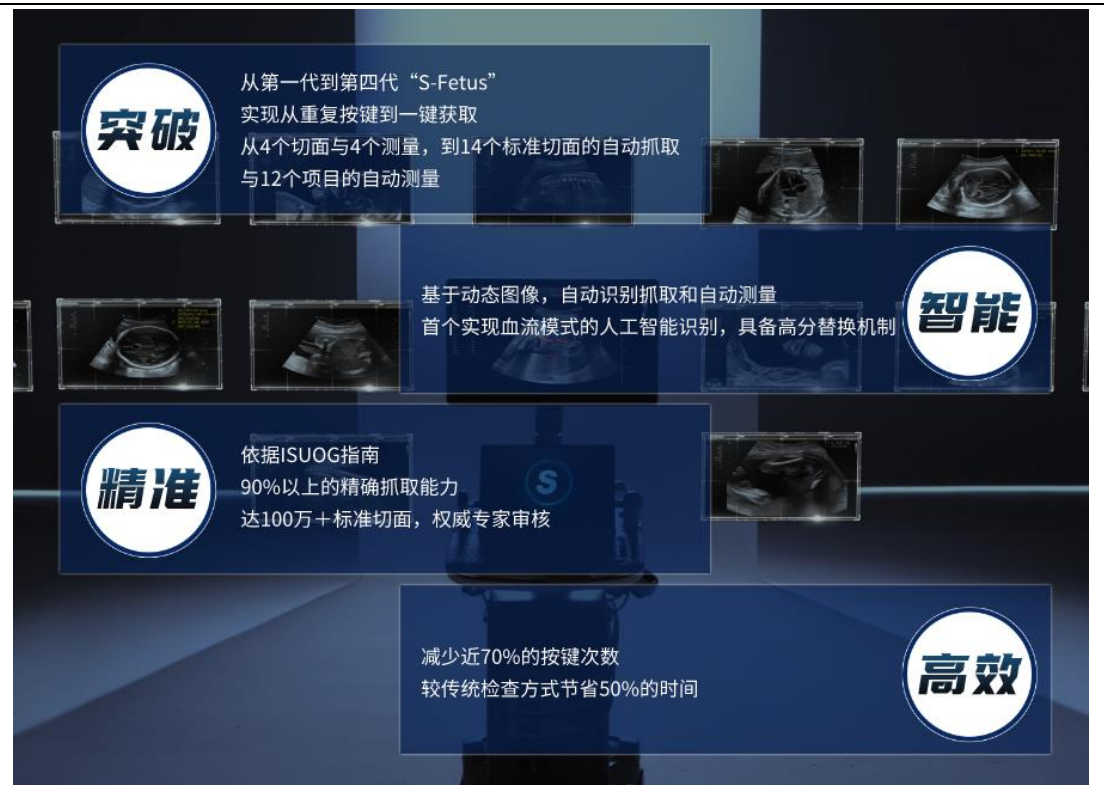 突破
从第一代到第四代“S-Fetus”
实现从重复按键到一键获取
从4个切面与4个测量，到14个标准切面的自动抓取
与12个项目的自动测量
基于动态图像，自动识别抓取和自动测量
首个实现血流模式的人工智能识别，具备高分替换机制
智能
精准
依据ISUOG指南
90%以上的精确抓取能力
达100万＋标准切面，权威专家审核
S
减少近70%的按键次数
较传统检查方式节省50%的时间
高效